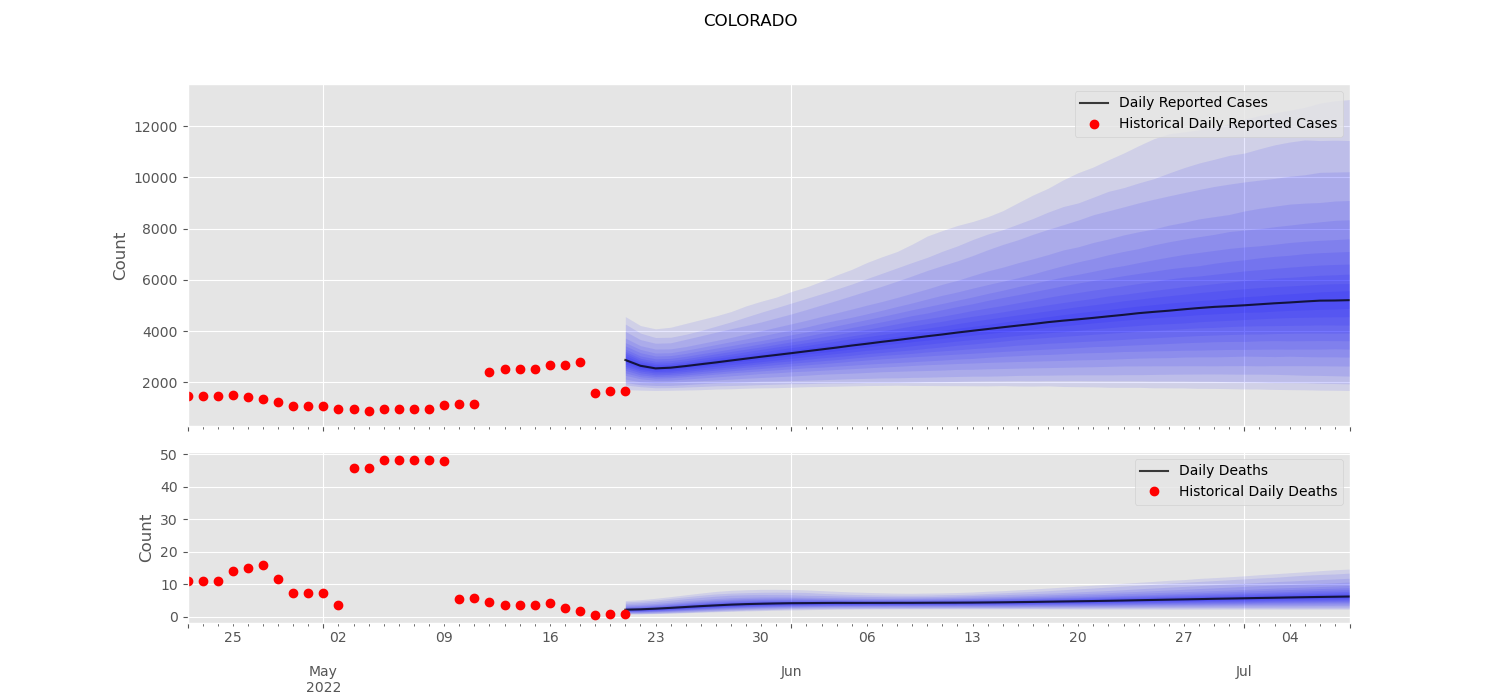 COLORADO
Daily Reported Cases
Historical Daily Reported Cases
12000
10000
8000
6000
4000
2000
Count
Daily Deaths
Historical Daily Deaths
50
40
30
20
10
0
Count
25 02 09 16 23 30 06 13 20 27 04
May Jun Jul
2022